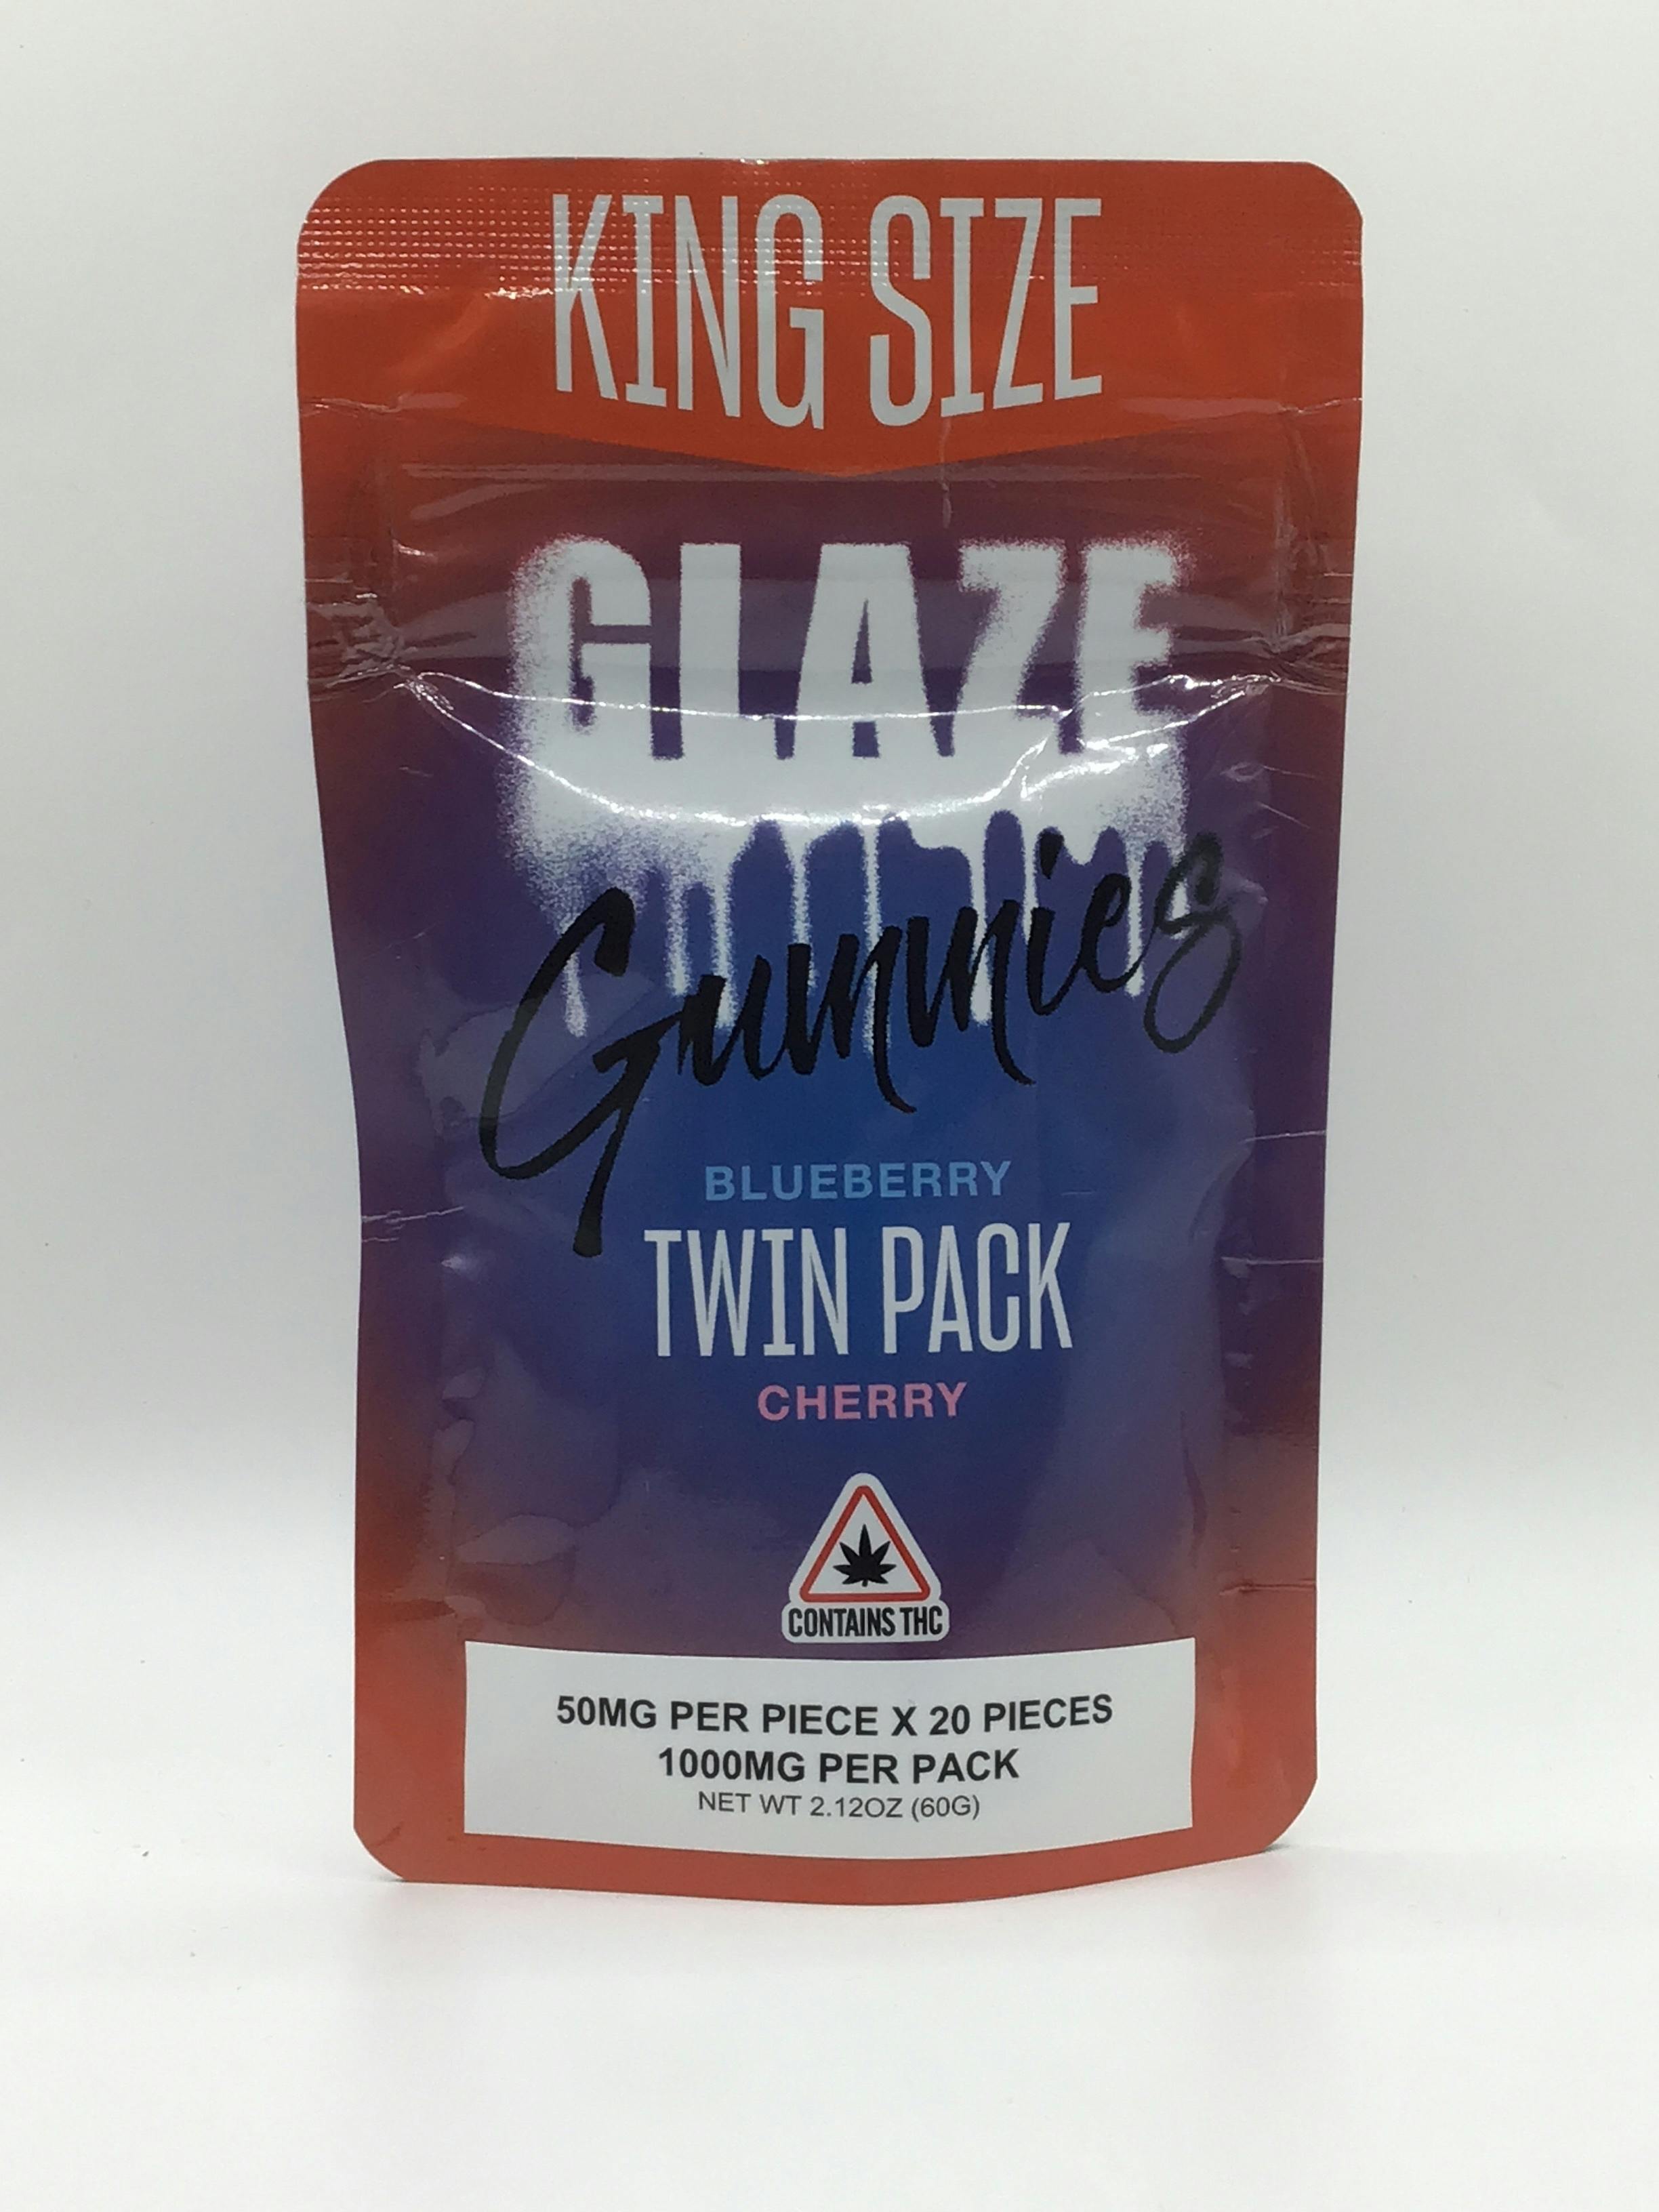 KING SIZE
GLAZE
Gummies
BLUEBERRY
TWIN PACK
CHERRY
CONTAINS THC
50MG PER PIECE X 20 PIECES
1000MG PER PACK
NET WT 2.12OZ (60G)